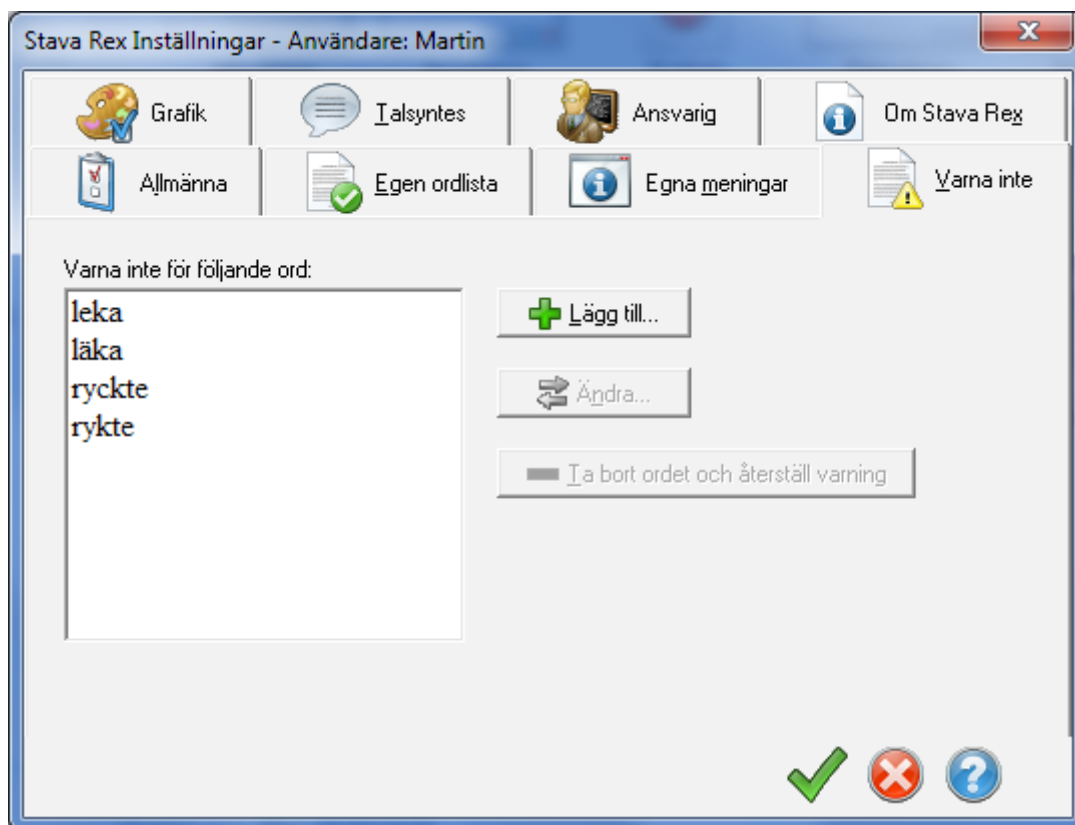 Stava Rex Inställningar - Användare: Martin
Grafik
Talsyntes
Ansvarig
Om Stava Rex
Allmänna
Egen ordlista
Egna meningar
Varna inte
Varna inte för följande ord:
leka
läka
ryckte
rykte
Lägg till...
Ändra...
Ta bort ordet och återställ varning